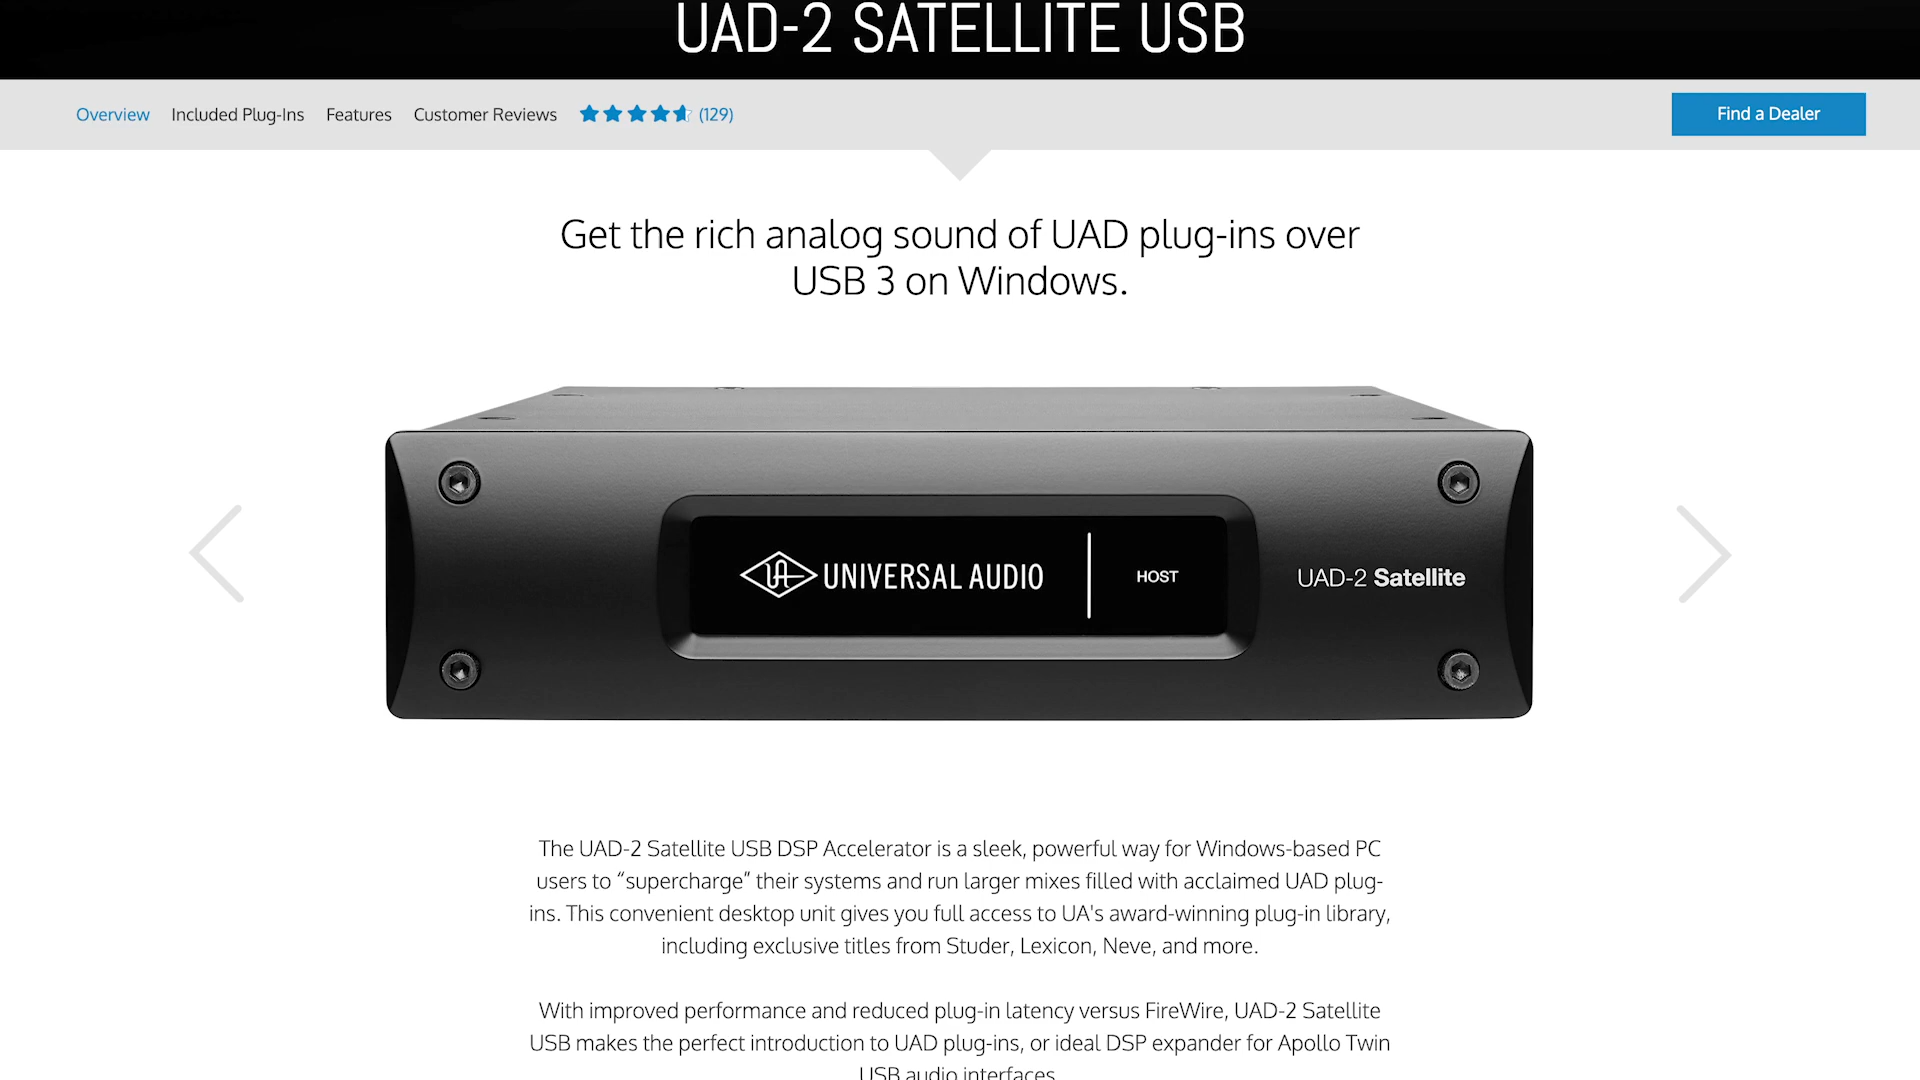 UAD-2 SATELLITE USB
Overview Included Plug-Ins Features Customer Reviews (129) Find a Dealer
Get the rich analog sound of UAD plug-ins over
USB 3 on Windows.
UNIVERSAL AUDIO HOST UAD-2 Satellite
The UAD-2 Satellite USB DSP Accelerator is a sleek, powerful way for Windows-based PC
users to “supercharge” their systems and run larger mixes filled with acclaimed UAD plug-
ins. This convenient desktop unit gives you full access to UA's award-winning plug-in library,
including exclusive titles from Studer, Lexicon, Neve, and more.
With improved performance and reduced plug-in latency versus FireWire, UAD-2 Satellite
USB makes the perfect introduction to UAD plug-ins, or ideal DSP expander for Apollo Twin
USB audio interfaces.